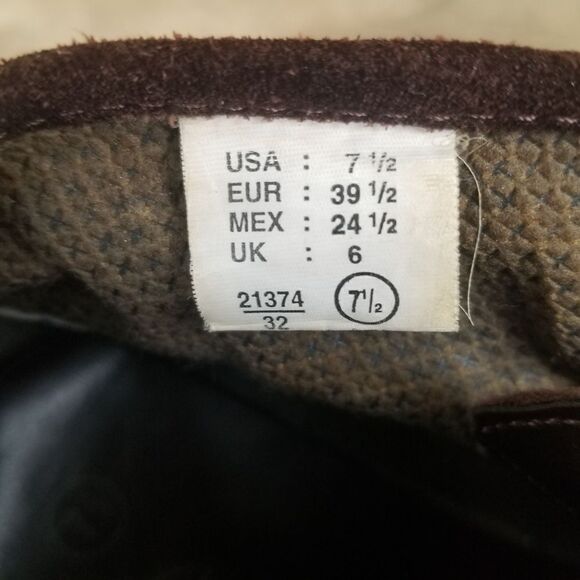 USA : 7 1/2
EUR : 39 1/2
MEX : 24 1/2
UK : 6
21374
32
7 1/2